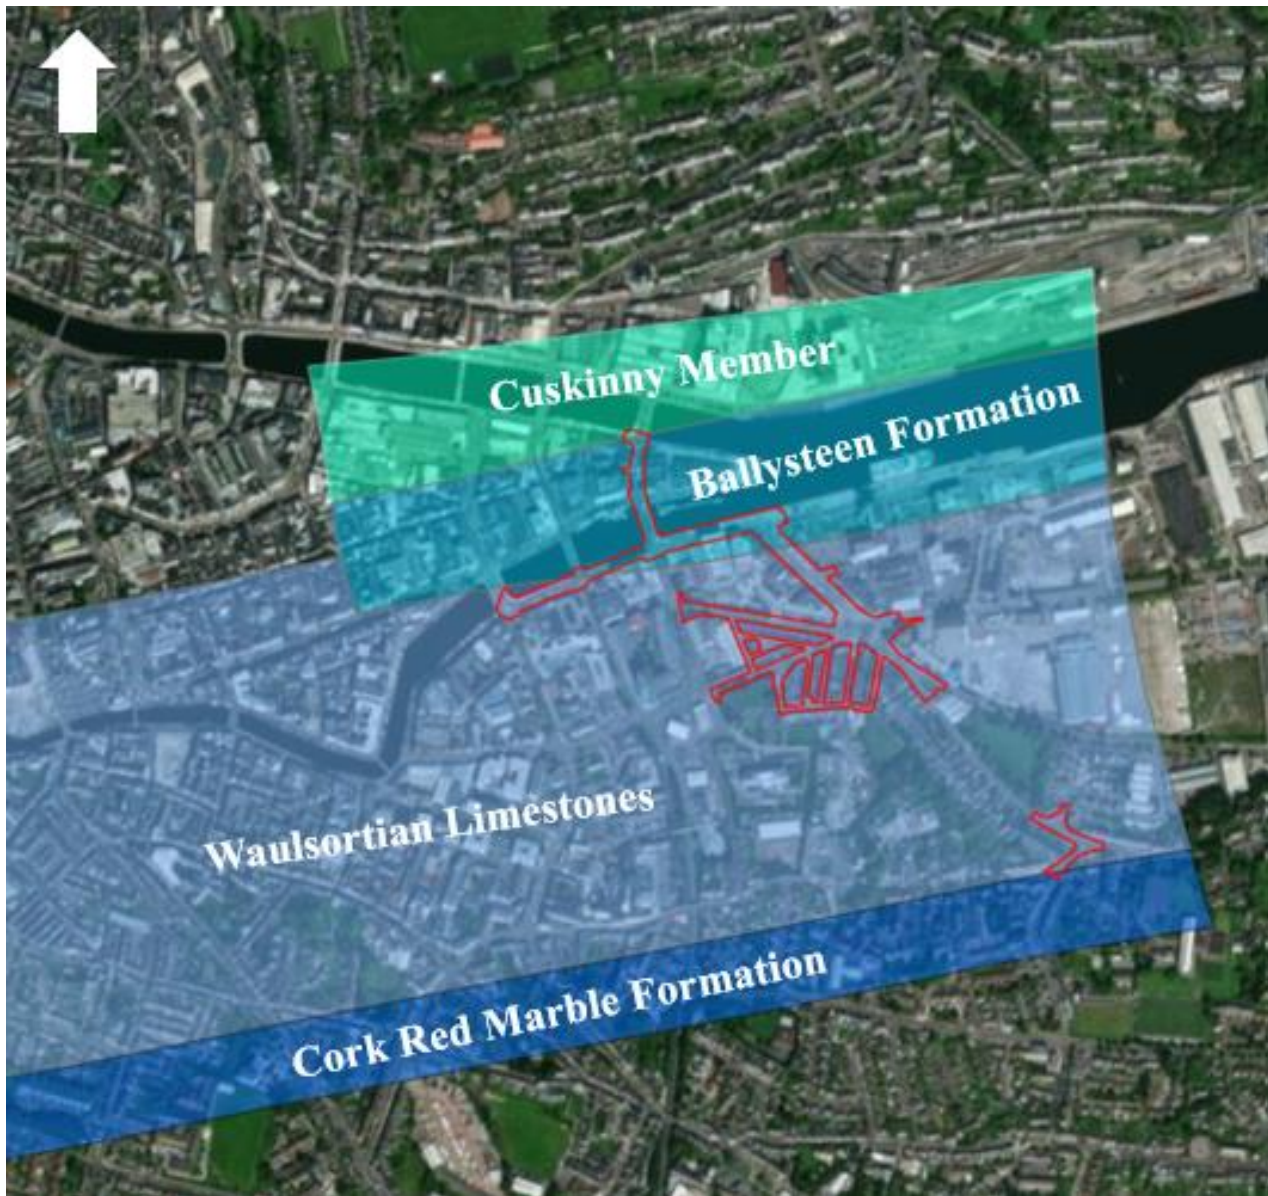 Cuskinny Member
Ballysteen Formation
Waulsortian Limestones
Cork Red Marble Formation